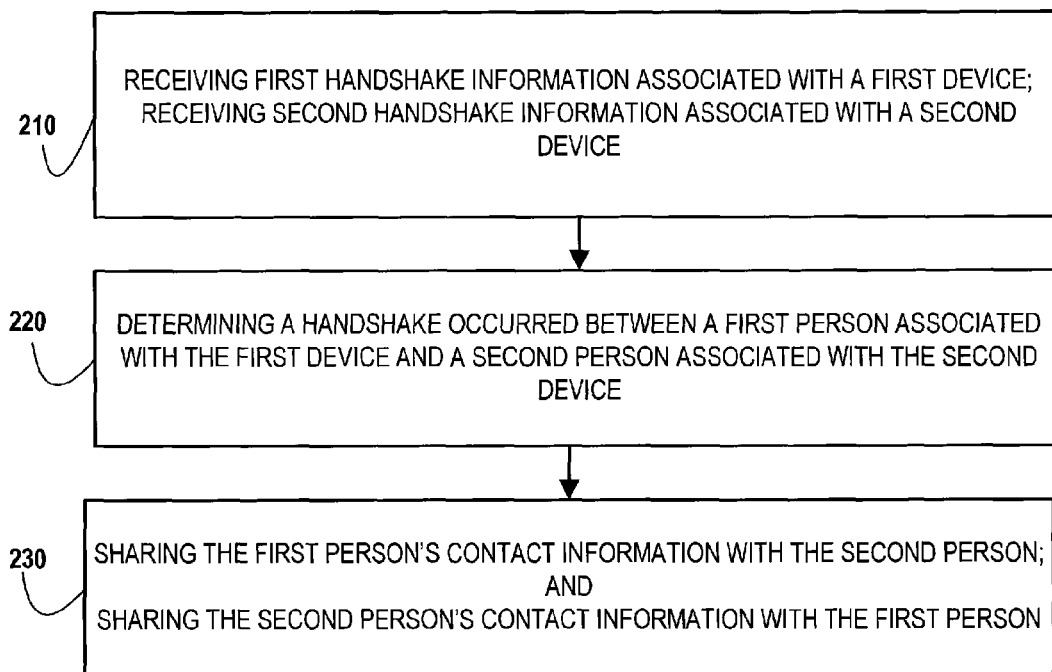 210
RECEIVING FIRST HANDSHAKE INFORMATION ASSOCIATED WITH A FIRST DEVICE;
RECEIVING SECOND HANDSHAKE INFORMATION ASSOCIATED WITH A SECOND
DEVICE
220
DETERMINING A HANDSHAKE OCCURRED BETWEEN A FIRST PERSON ASSOCIATED
WITH THE FIRST DEVICE AND A SECOND PERSON ASSOCIATED WITH THE SECOND
DEVICE
230
SHARING THE FIRST PERSON'S CONTACT INFORMATION WITH THE SECOND PERSON;
AND
SHARING THE SECOND PERSON'S CONTACT INFORMATION WITH THE FIRST PERSON